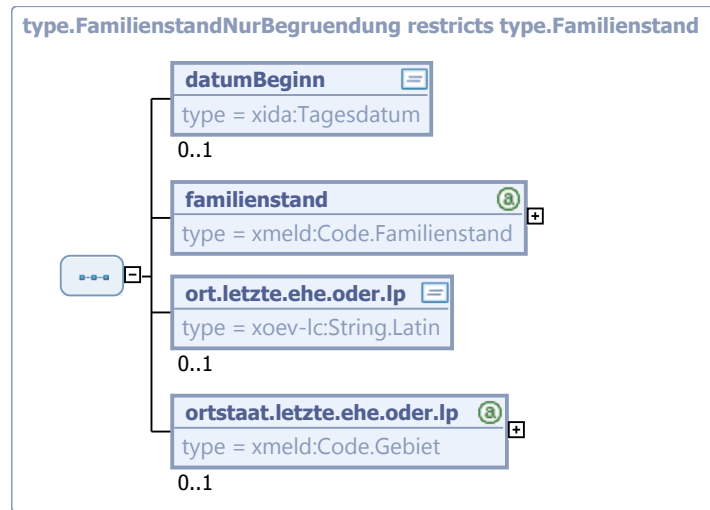 type.FamilienstandNurBegruendung restricts type.Familienstand
datumBeginn
type = xida:Tagesdatum
0..1
familienstand
type = xmeld:Code.Familienstand
ort.letzte.ehe.oder.lp
type = xoev-lc:String.Latin
0..1
ortstaat.letzte.ehe.oder.lp
type = xmeld:Code.Gebiet
0..1